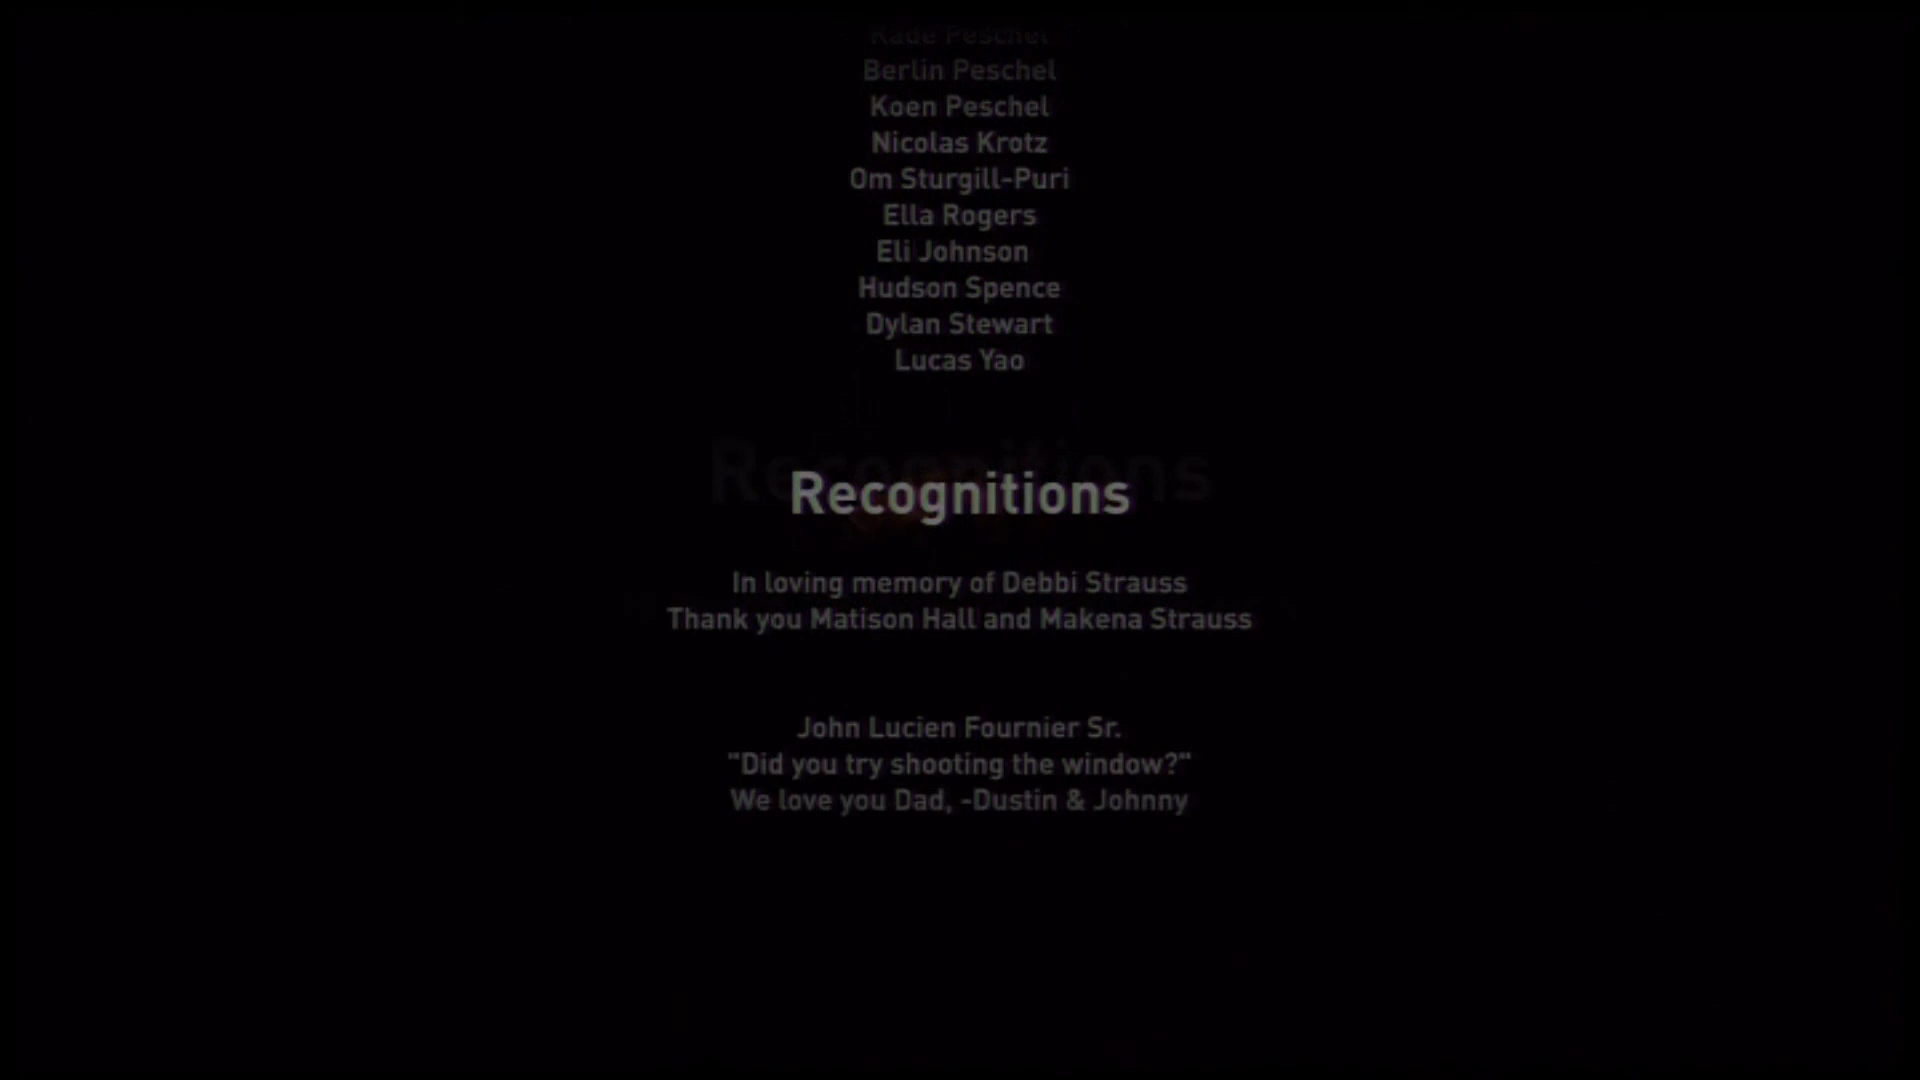 Kade Peschel
Berlin Peschel
Koen Peschel
Nicolas Krotz
Om Sturgill-Puri
Ella Rogers
Eli Johnson
Hudson Spence
Dylan Stewart
Lucas Yao
Recognitions
In loving memory of Debbi Strauss
Thank you Matison Hall and Makena Strauss
John Lucien Fournier Sr.
"Did you try shooting the window?"
We love you Dad, -Dustin & Johnny